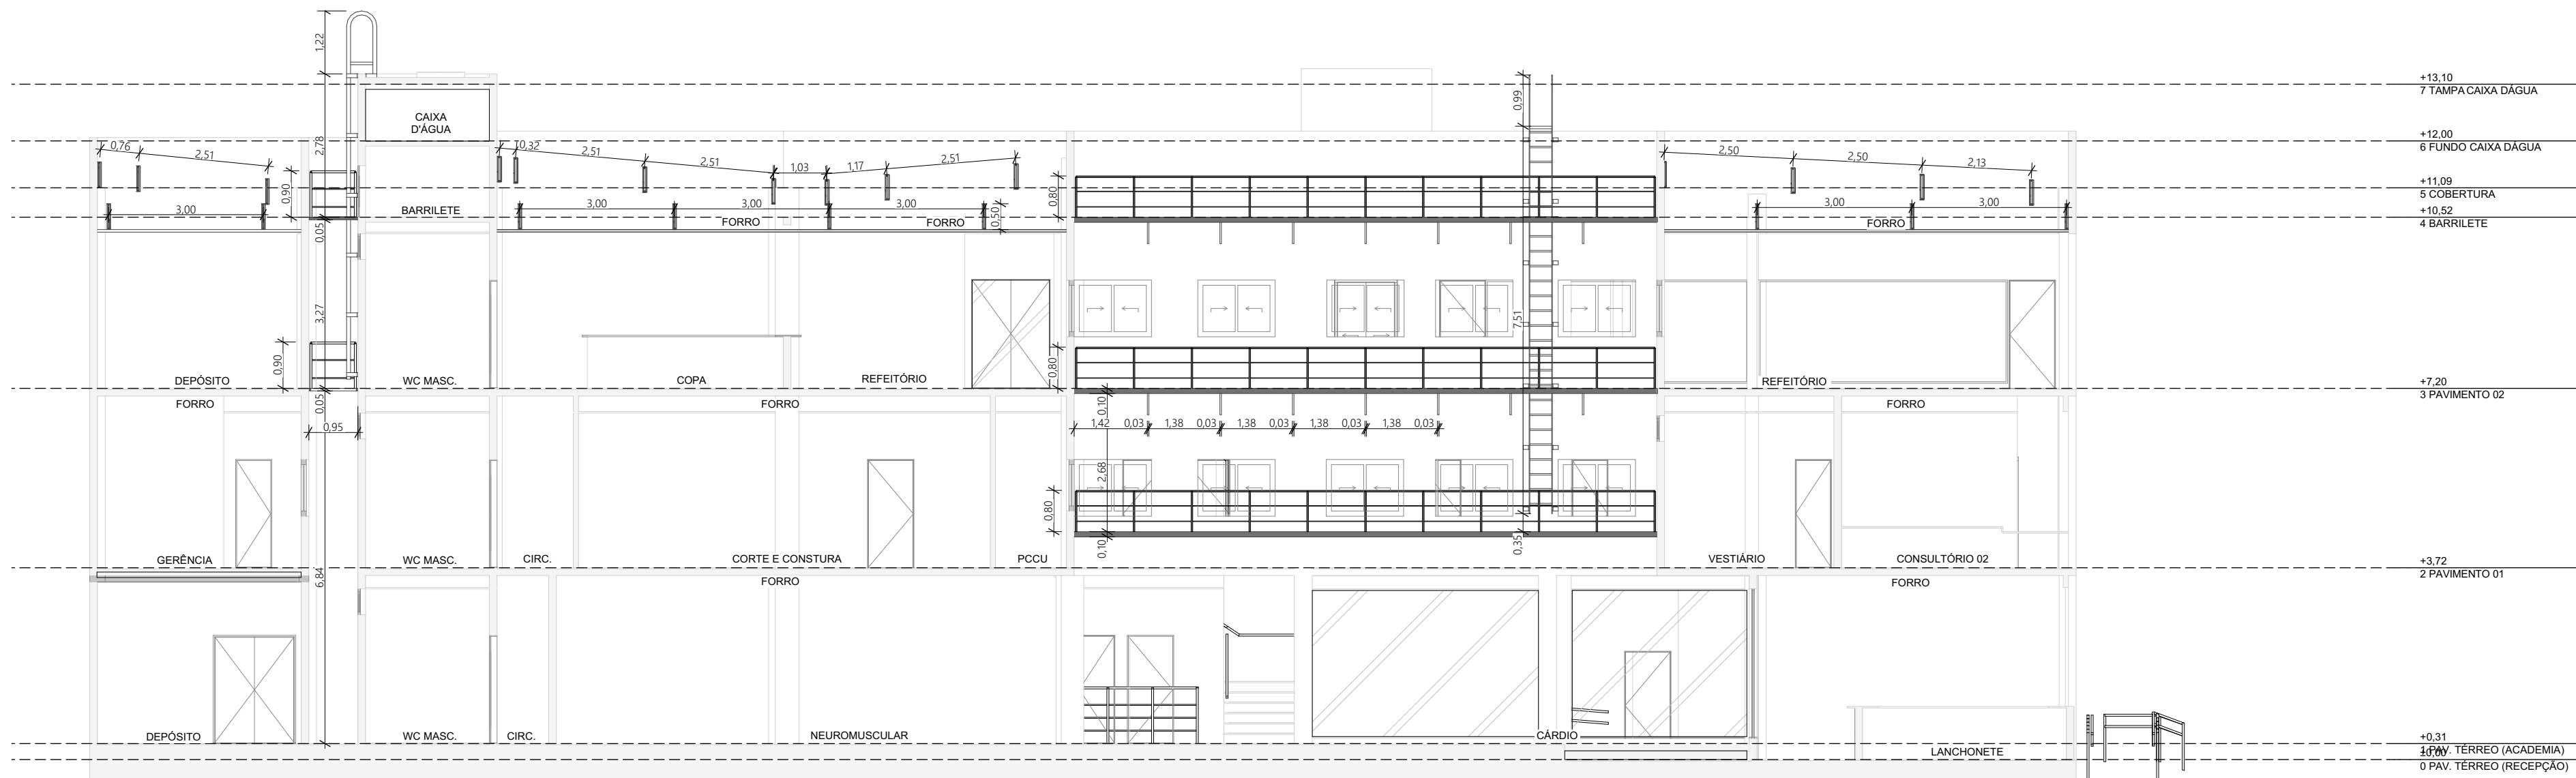 1,22
+13,10
7 TAMPA CAIXA DÁGUA
0,99
CAIXA
D'ÁGUA
+12,00
6 FUNDO CAIXA DÁGUA
0,76
2,51
2,78
0,32
2,51
2,51
1,03
1,17
2,51
2,50
2,50
2,13
+11,09
5 COBERTURA
0,90
0,80
3,00
BARRILETE
3,00
3,00
3,00
0,50
3,00
3,00
+10,52
4 BARRILETE
FORRO
FORRO
FORRO
0,05
3,27
7,51
0,90
0,80
DEPÓSITO
WC MASC.
COPA
REFEITÓRIO
REFEITÓRIO
+7,20
3 PAVIMENTO 02
FORRO
0,05
FORRO
0,10
FORRO
0,95
1,42
0,03
1,38
0,03
1,38
0,03
1,38
0,03
1,38
0,03
2,68
0,80
0,10
0,35
GERÊNCIA
WC MASC.
CIRC.
CORTE E CONSTURA
PCCU
VESTIÁRIO
CONSULTÓRIO 02
+3,72
2 PAVIMENTO 01
6,84
FORRO
FORRO
DEPÓSITO
WC MASC.
CIRC.
NEUROMUSCULAR
CÁRDIO
LANCHONETE
+0,31
1 PAV. TÉRREO (ACADEMIA)
±0,00
0 PAV. TÉRREO (RECEPÇÃO)